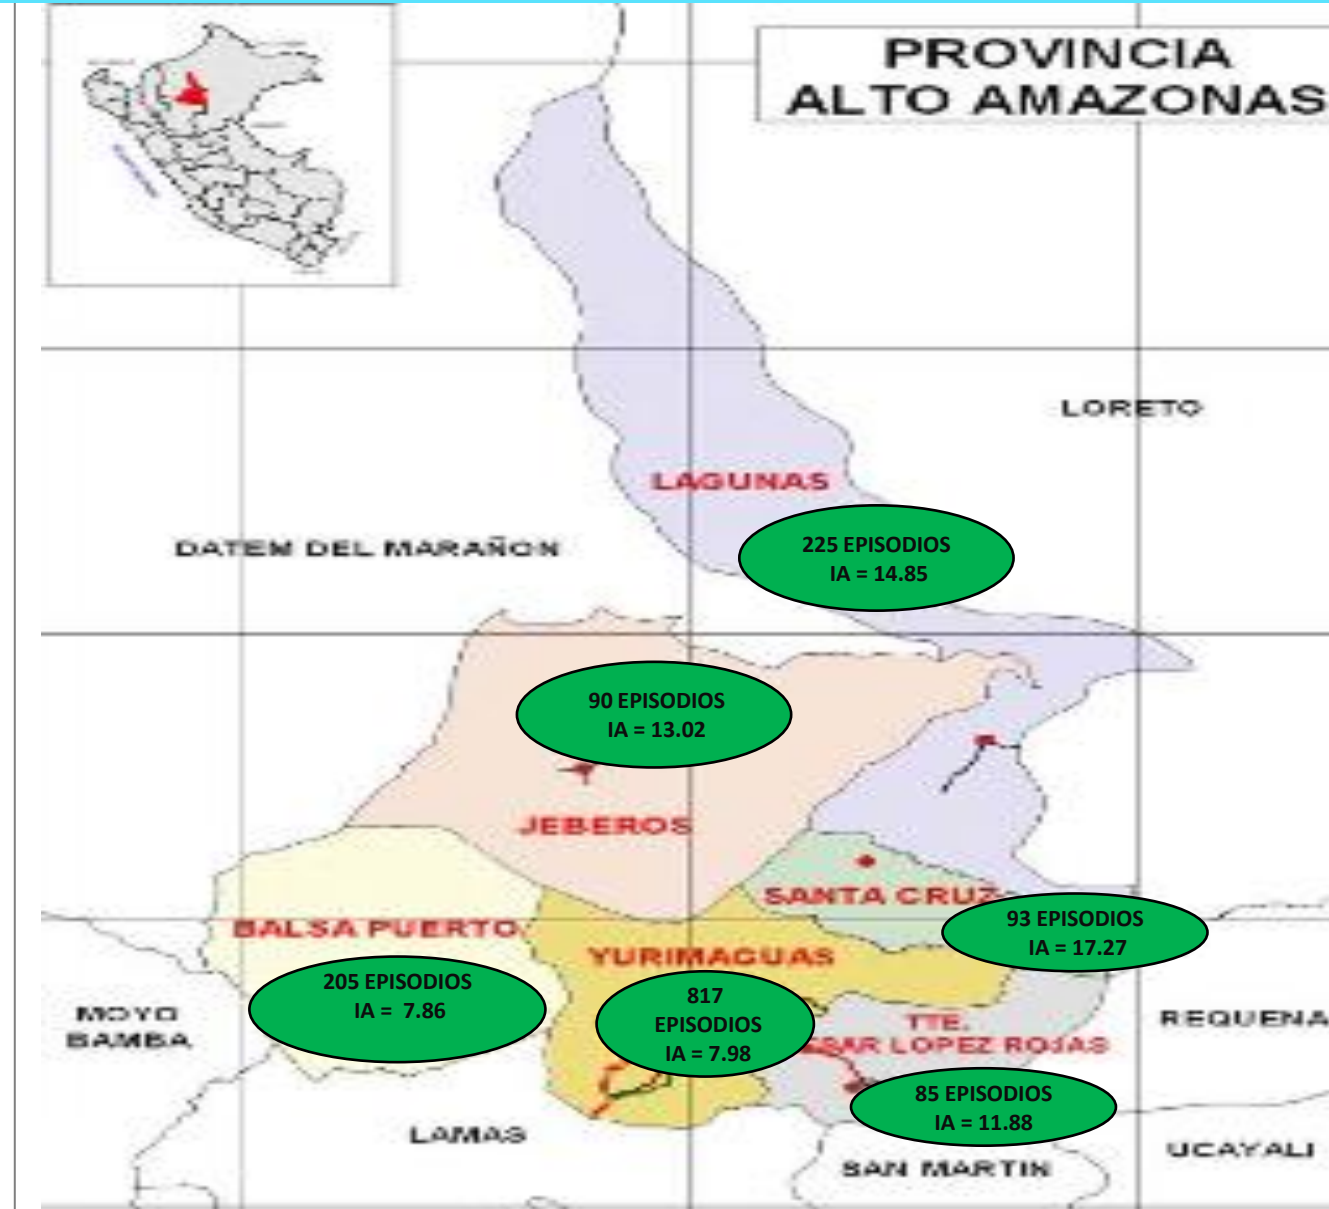 PROVINCIA
ALTO AMAZONAS
LORETO
LAGUNAS
DATEM DEL MARAÑON
225 EPISODIOS
IA = 14.85
90 EPISODIOS
IA = 13.02
JEBEROS
SANTA CRUZ
BALSA PUERTO
93 EPISODIOS
IA = 17.27
YURIMAGUAS
205 EPISODIOS
IA =  7.86
817
EPISODIOS
IA = 7.98
MOYO
BAMBA
TTE.
SAR LOPEZ ROJAS
REQUENA
85 EPISODIOS
IA = 11.88
LAMAS
SAN MARTIN
UCAYALI